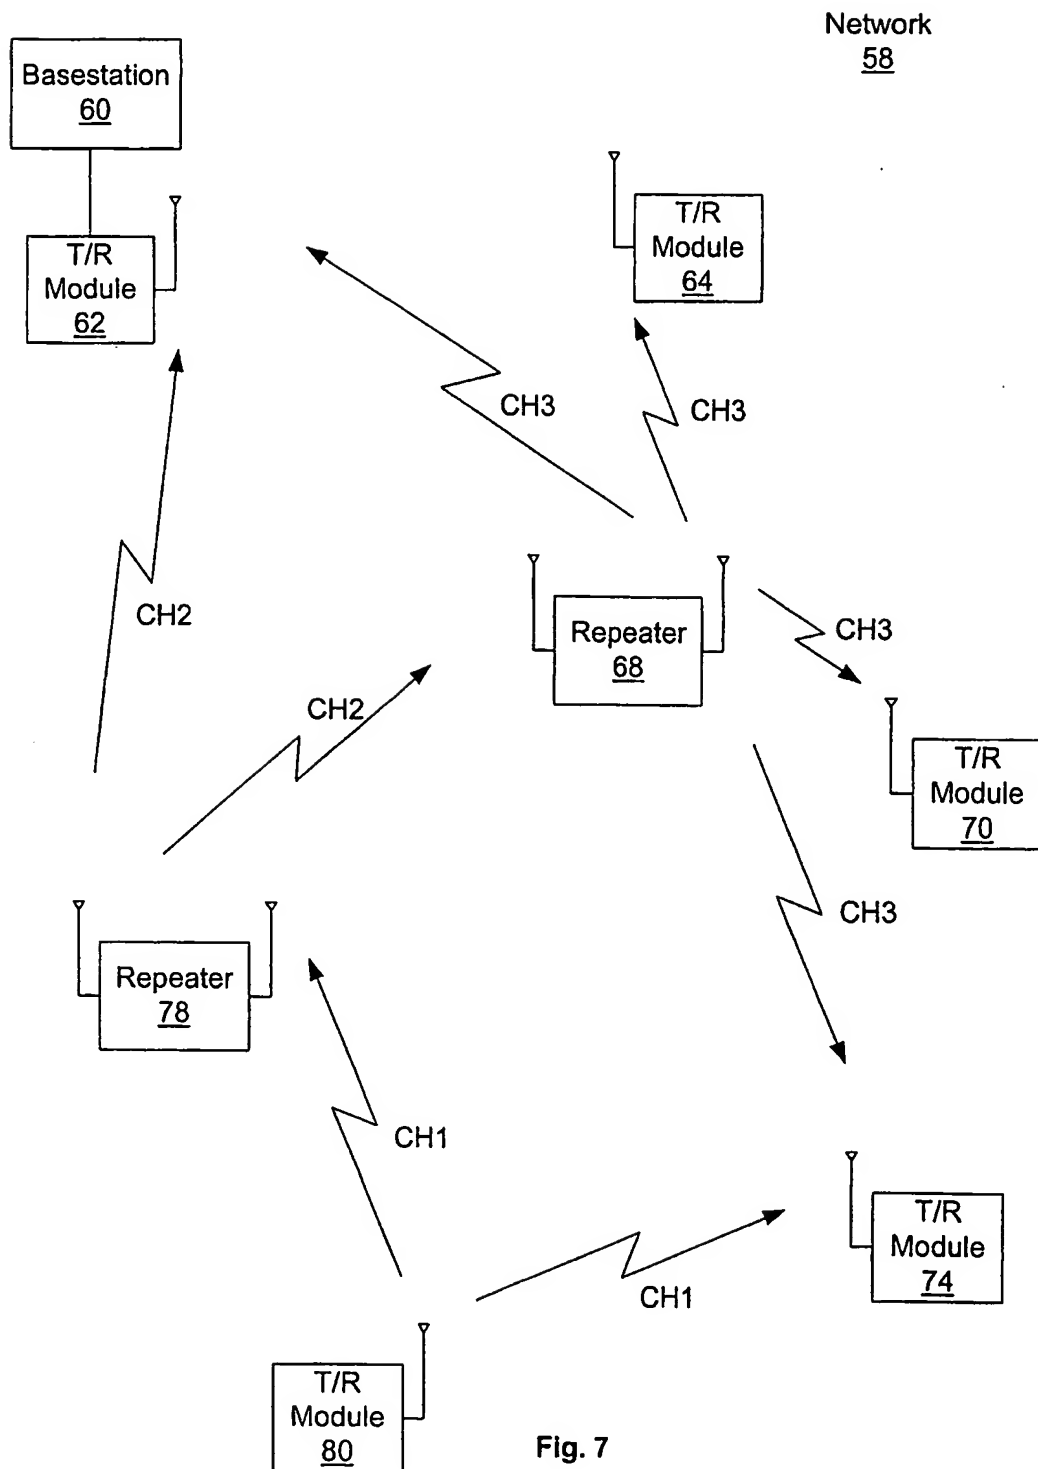 Network
58
Basestation
60
T/R
Module
62
T/R
Module
64
CH3
CH3
CH2
Repeater
68
CH3
CH2
T/R
Module
70
CH3
Repeater
78
CH1
T/R
Module
74
CH1
T/R
Module
80
Fig. 7